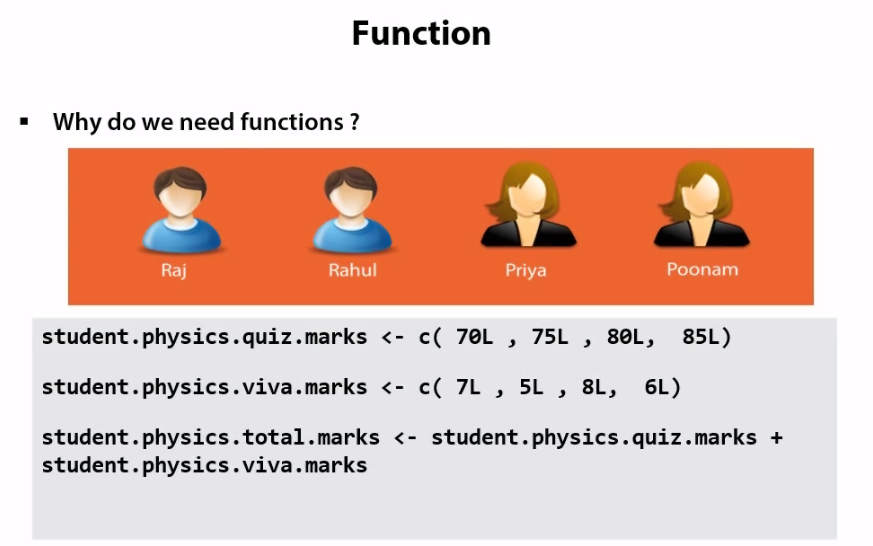 Function
▪ Why do we need functions ?
Raj Rahul Priya Poonam
student.physics.quiz.marks <- c( 70L , 75L , 80L, 85L)
student.physics.viva.marks <- c( 7L , 5L , 8L, 6L)
student.physics.total.marks <- student.physics.quiz.marks +
student.physics.viva.marks